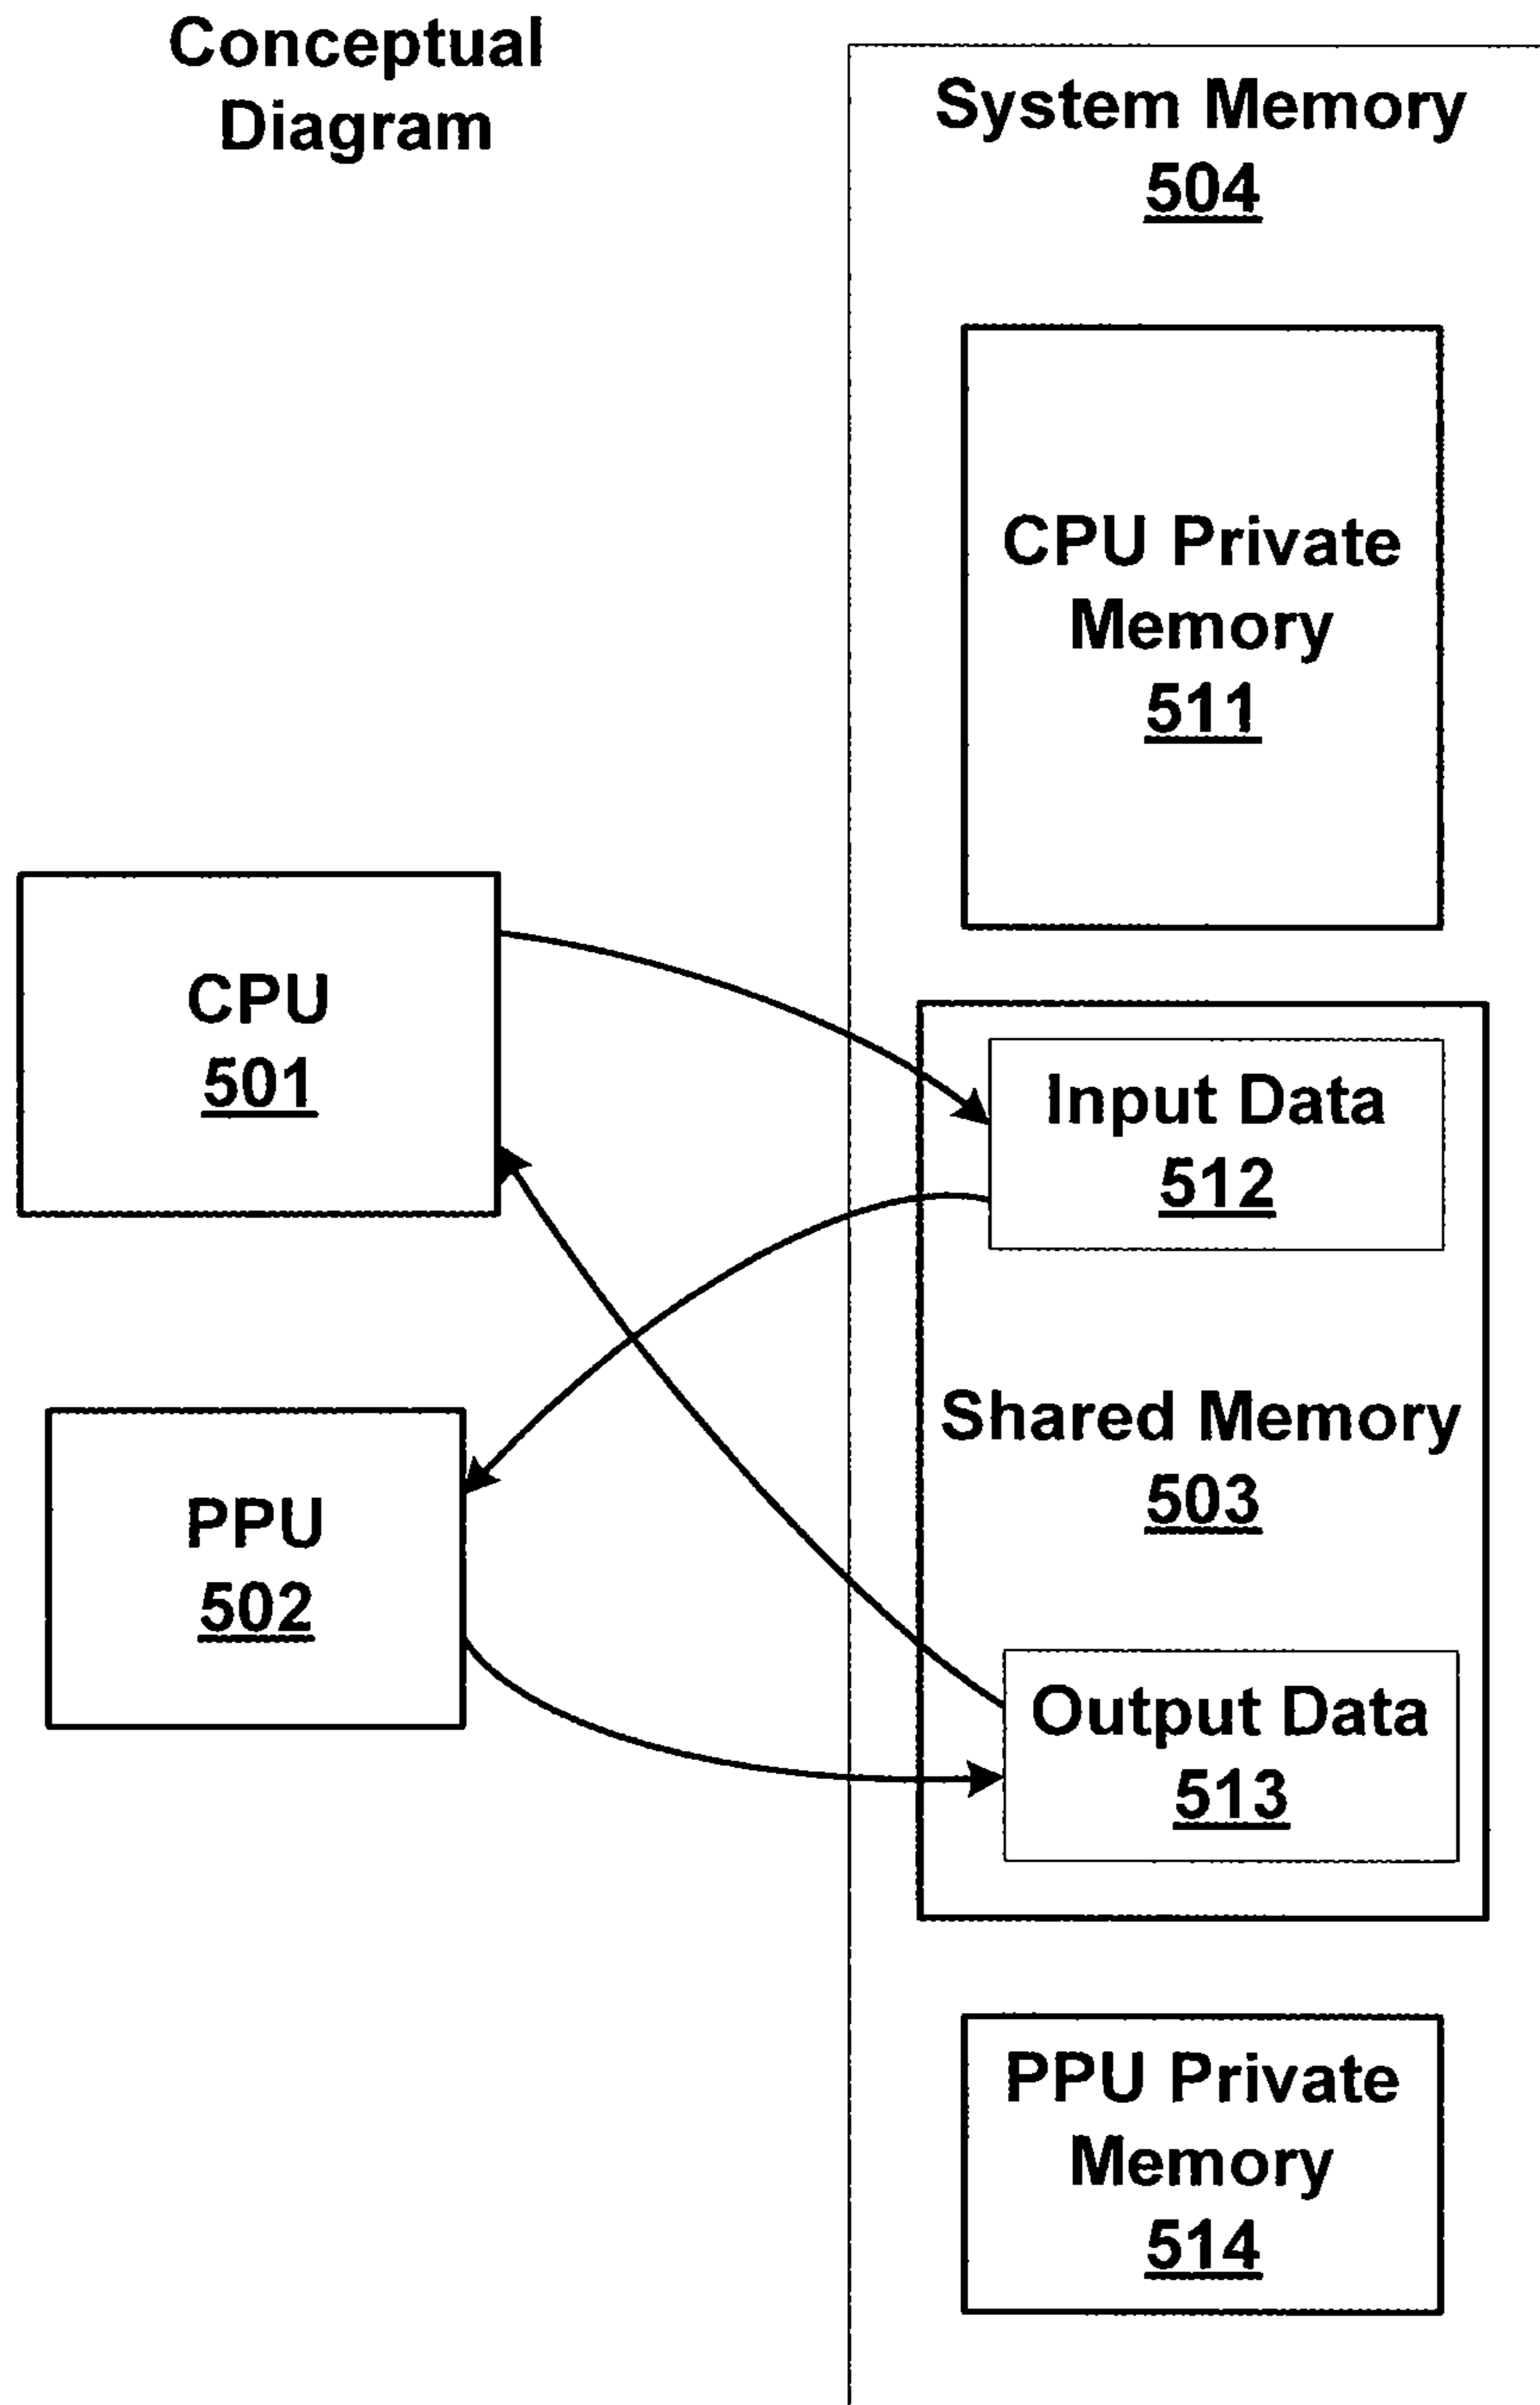 Conceptual
Diagram
System Memory
504
CPU Private
Memory
511
CPU
501
Input Data
512
Shared Memory
503
PPU
502
Output Data
513
PPU Private
Memory
514